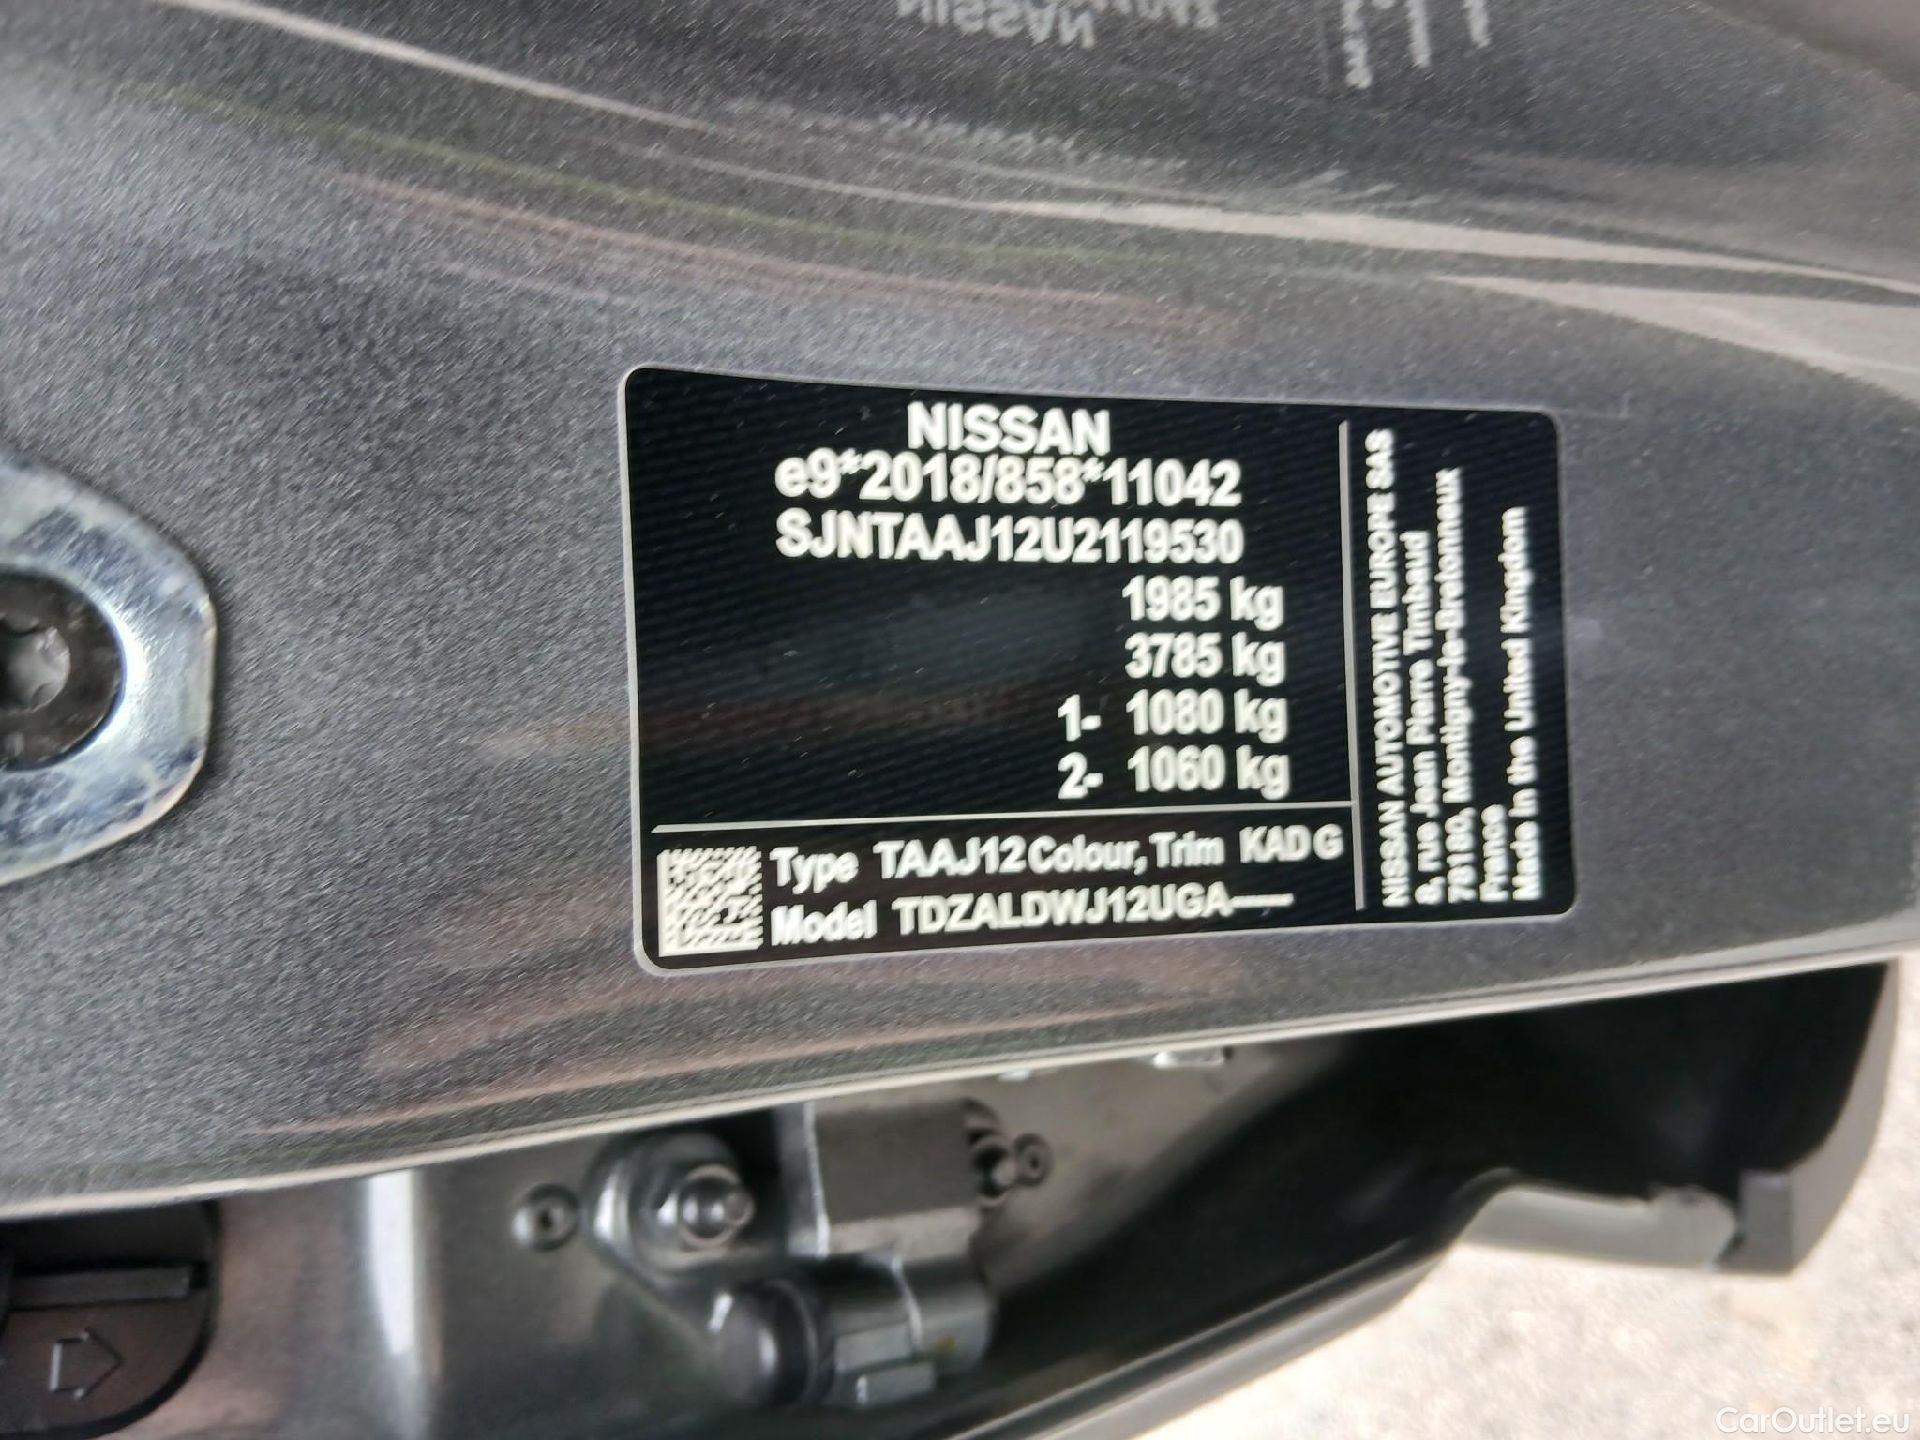 NISSAN
e9*2018/858*11042
SJNTAAJ12U2119530
1985 kg
3785 kg
1- 1080 kg
2- 1060 kg
Type TAAJ12 Colour, Trim KAD G
Model TDZALDWJ12UGA-----
NISSAN AUTOMOTIVE EUROPE SAS
8, rue Jean Pierre Timbaud
78180, Montigny-le-Bretonneux
France
Made in the United Kingdom
NISSAN
CarOutlet.eu